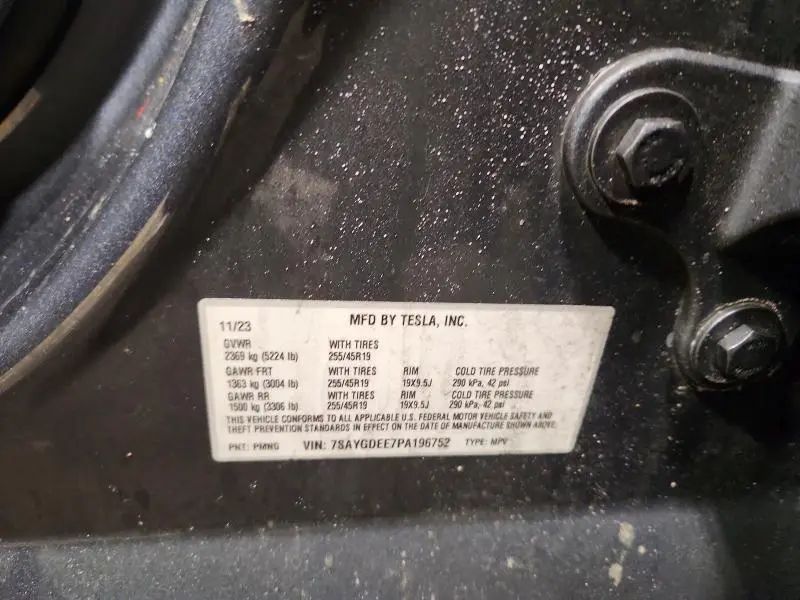 11/23 MFD BY TESLA, INC.
GVWR WITH TIRES
2369 kg (5224 lb) 255/45R19
GAWR FRT WITH TIRES RIM COLD TIRE PRESSURE
1363 kg (3004 lb) 255/45R19 19X9.5J 290 kPa, 42 psi
GAWR RR WITH TIRES RIM COLD TIRE PRESSURE
1500 kg (3306 lb) 255/45R19 19X9.5J 290 kPa, 42 psi
THIS VEHICLE CONFORMS TO ALL APPLICABLE U.S. FEDERAL MOTOR VEHICLE SAFETY AND
THEFT PREVENTION STANDARDS IN EFFECT ON THE DATE OF MANUFACTURE SHOWN ABOVE.
PNT: PMNG VIN: 7SAYGDEE7PA196752 TYPE: MPV